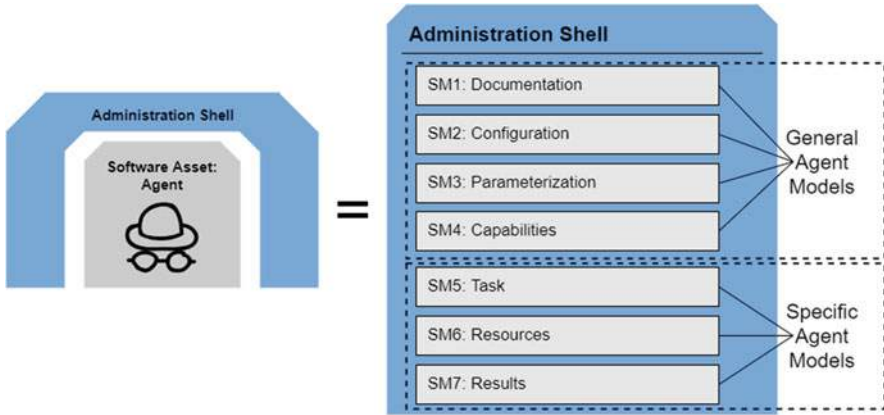 Administration Shell
Software Asset:
Agent
=
Administration Shell
SM1: Documentation
SM2: Configuration
SM3: Parameterization
SM4: Capabilities
General
Agent
Models
SM5: Task
SM6: Resources
SM7: Results
Specific
Agent
Models